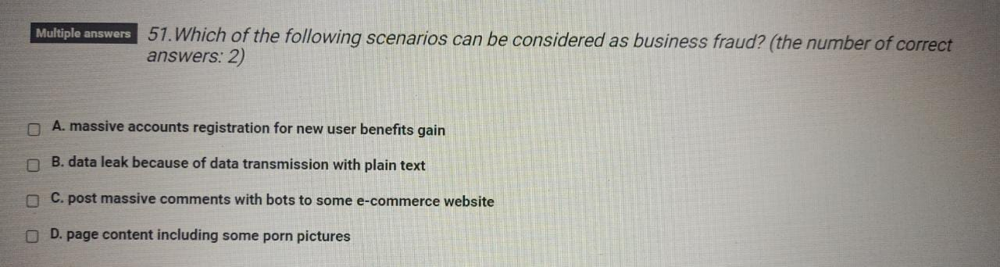 Multiple answers 51.Which of the following scenarios can be considered as business fraud? (the number of correct
answers: 2)
A. massive accounts registration for new user benefits gain
B. data leak because of data transmission with plain text
C. post massive comments with bots to some e-commerce website
D. page content including some porn pictures